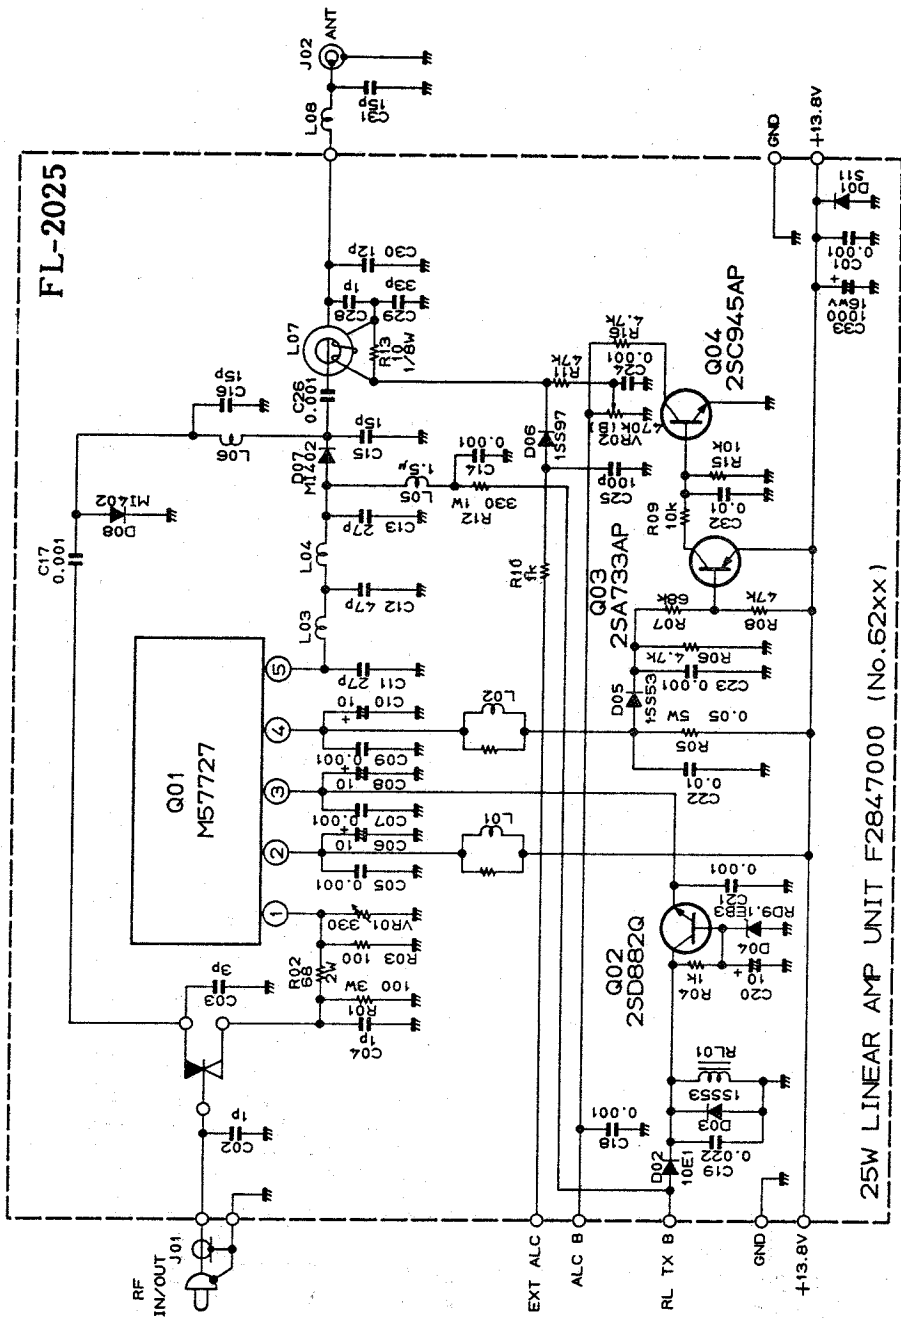 FL-2025
J02
ANT
L08
C31
15p
GND
+13.8V
D01
S11
C01
0.001
C33
1000
16wv
C30
12p
C28
1p
C29
33p
L07
R13
10
1/8W
C26
0.001
C16
15p
L06
C15
15p
D07
MI402
D08
MI402
C17
0.001
L05
1.5μ
C14
0.001
R12
330 1W
C13
27p
L04
C12
47p
L03
C11
27p
R16
4.7k
R11
47k
C24
0.001
VR02
470k(B)
D06
1SS97
C25
100p
Q04
2SC945AP
R15
10k
C32
0.01
R09
10k
Q03
2SA733AP
R10
1k
R07
68k
R08
47k
R06
4.7k
C23
0.001
D05
1SS53
R05
0.05 5W
C22
0.01
Q01
M57727
1
2
3
4
5
C10
10
C09
0.001
C08
10
C07
0.001
C06
10
C05
0.001
L02
L01
VR01
330
R03
100
R02
68
2W
R01
100 3W
C04
1p
C03
3p
C02
1p
J01
RF
IN/OUT
C21
0.001
RD9.1EB3
D04
C20
10
R04
1k
Q02
2SD882Q
RL01
1SS53
D03
C19
0.022
D02
10E1
C18
0.001
EXT ALC
ALC B
RL TX B
GND
+13.8V
25W LINEAR AMP UNIT F2847000 (No.62xx)